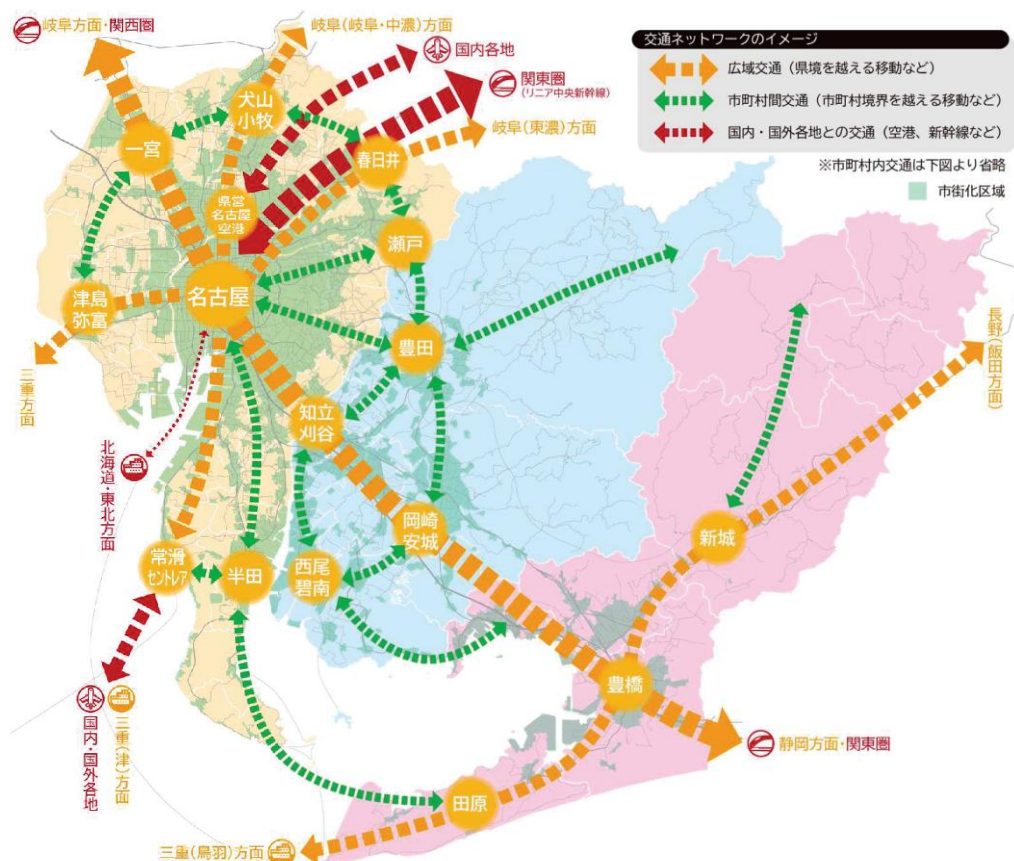 岐阜方面・関西圏
岐阜(岐阜・中濃)方面
国内各地
関東圏
(リニア中央新幹線)
岐阜(東濃)方面
交通ネットワークのイメージ
広域交通（県境を越える移動など）
市町村間交通（市町村境界を越える移動など）
国内・国外各地との交通（空港、新幹線など）
※市町村内交通は下図より省略
市街化区域
犬山
小牧
一宮
春日井
県営
名古屋
空港
瀬戸
名古屋
津島
弥富
豊田
三重方面
長野(飯田方面)
知立
刈谷
北海道・東北方面
岡崎
安城
新城
常滑
セントレア
半田
西尾
碧南
豊橋
国内・国外各地
三重(津)方面
静岡方面・関東圏
田原
三重(鳥羽)方面